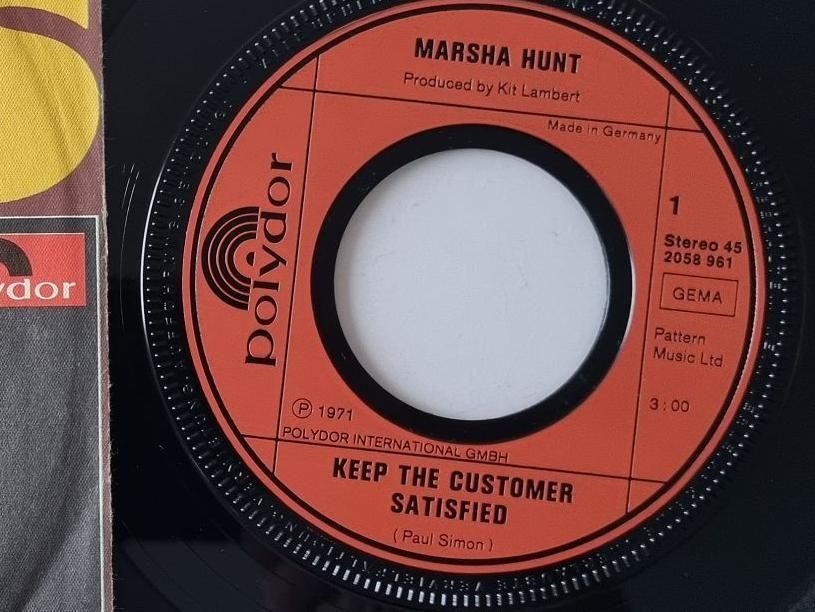 MARSHA HUNT
Produced by Kit Lambert
Made in Germany
polydor
1
Stereo 45
2058 961
GEMA
Pattern
Music Ltd
3:00
Ⓟ 1971
POLYDOR INTERNATIONAL GMBH
KEEP THE CUSTOMER
SATISFIED
(Paul Simon)
S
ydor